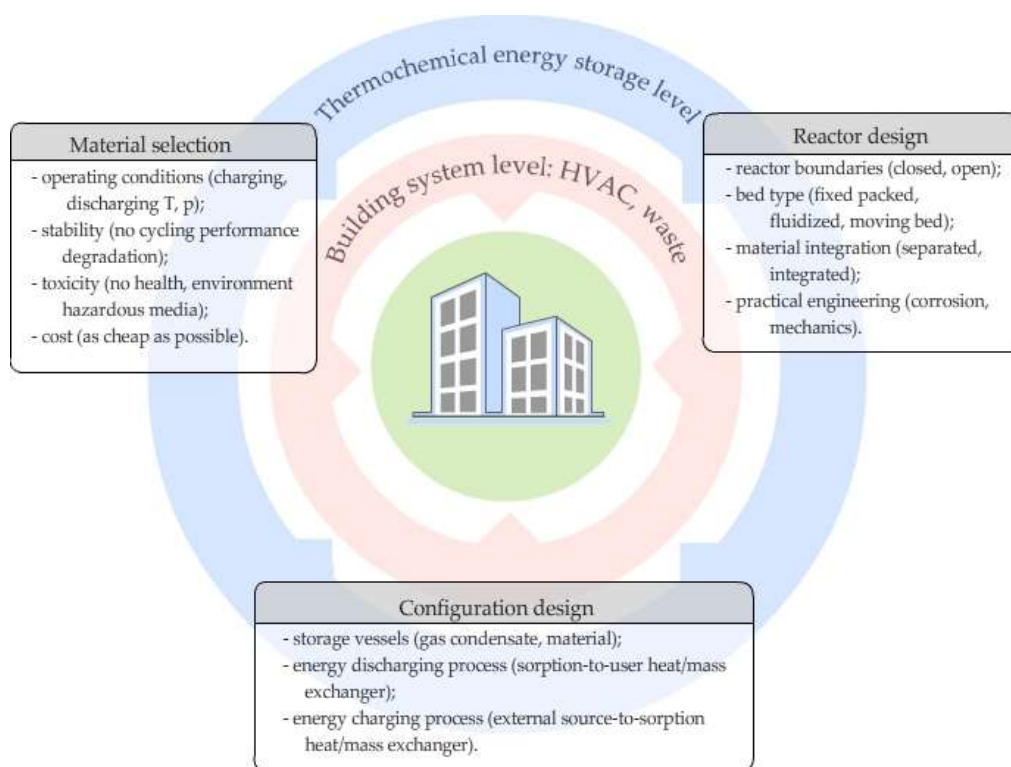 Thermochemical energy storage level
Building system level: HVAC, waste
Material selection
- operating conditions (charging,
discharging T, p);
- stability (no cycling performance
degradation);
- toxicity (no health, environment
hazardous media);
- cost (as cheap as possible).
Reactor design
- reactor boundaries (closed, open);
- bed type (fixed packed,
fluidized, moving bed);
- material integration (separated,
integrated);
- practical engineering (corrosion,
mechanics).
Configuration design
- storage vessels (gas condensate, material);
- energy discharging process (sorption-to-user heat/mass
exchanger);
- energy charging process (external source-to-sorption
heat/mass exchanger).